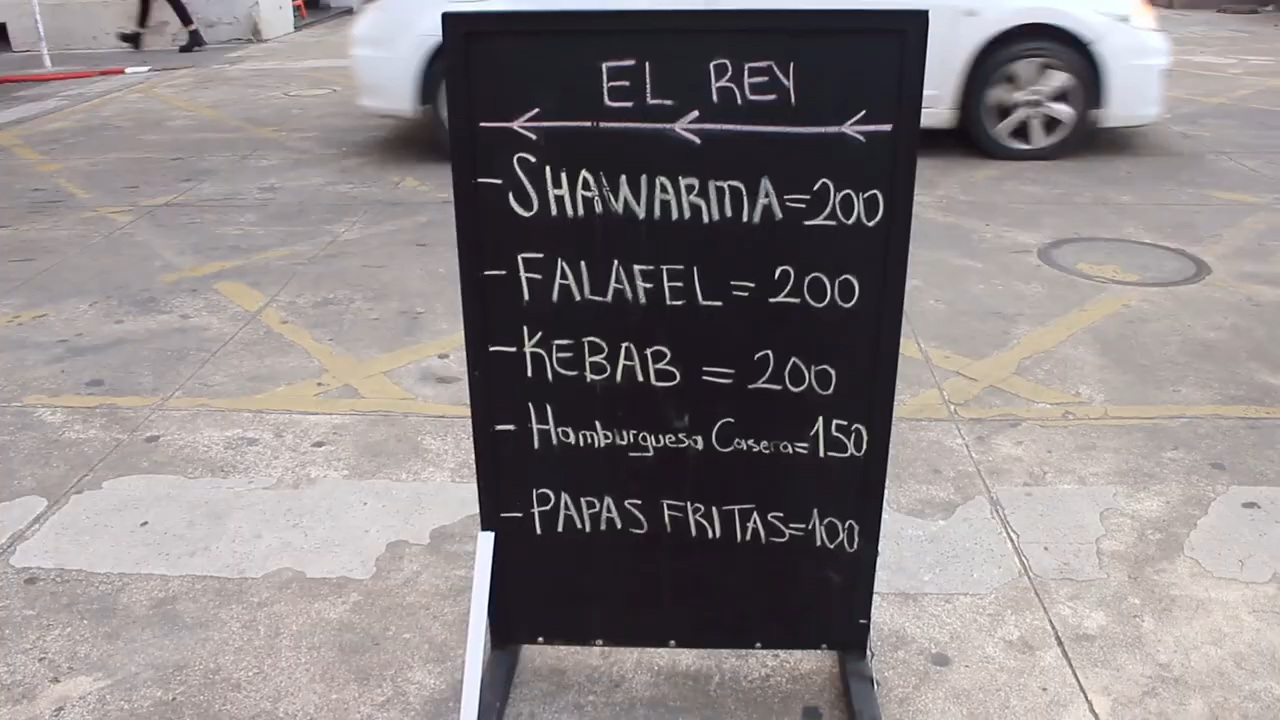 EL REY
- SHAWARMA=200
- FALAFEL = 200
- KEBAB = 200
- Hamburguesa Casera=150
- PAPAS FRITAS=100